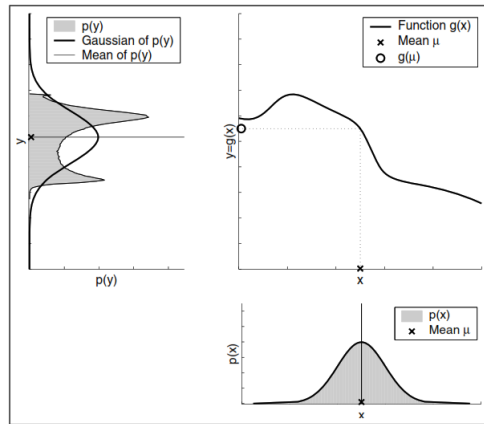 p(y)
Gaussian of p(y)
Mean of p(y)
y
p(y)
Function g(x)
Mean μ
g(μ)
y=g(x)
x
p(x)
Mean μ
p(x)
x